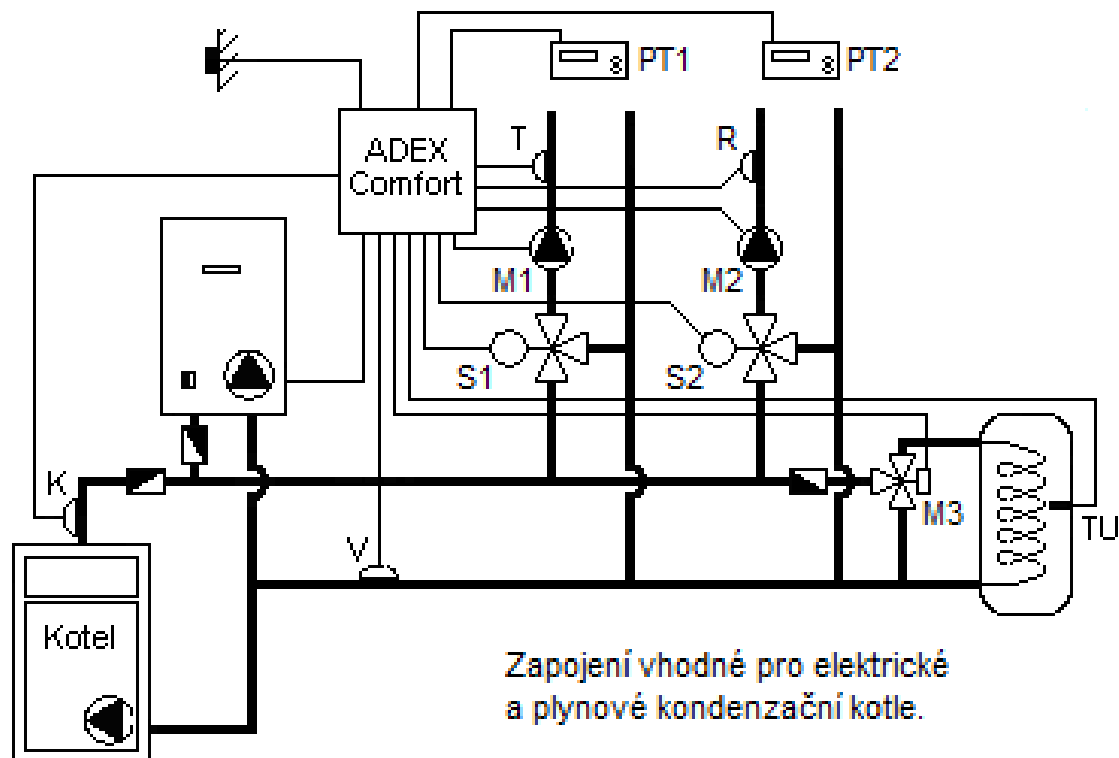 PT1
PT2
ADEX
Comfort
T
R
M1
M2
S1
S2
K
V
M3
TU
Kotel
Zapojení vhodné pro elektrické
a plynové kondenzační kotle.